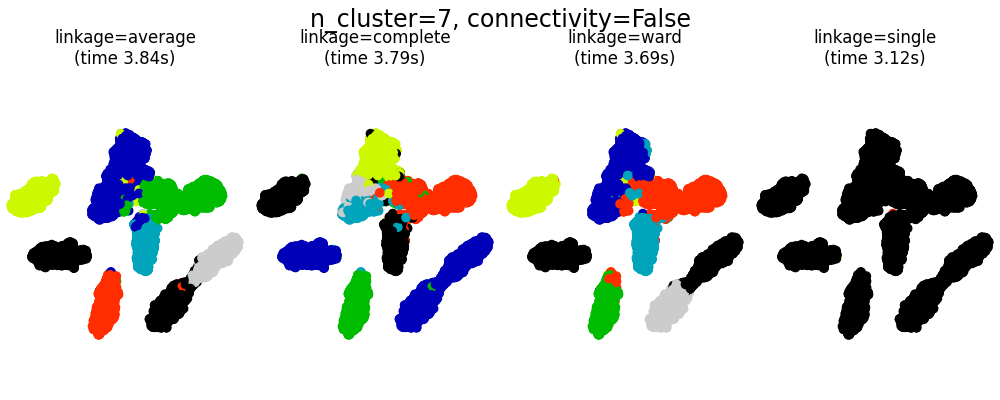 n_cluster=7, connectivity=False
linkage=average
(time 3.84s)
linkage=complete
(time 3.79s)
linkage=ward
(time 3.69s)
linkage=single
(time 3.12s)